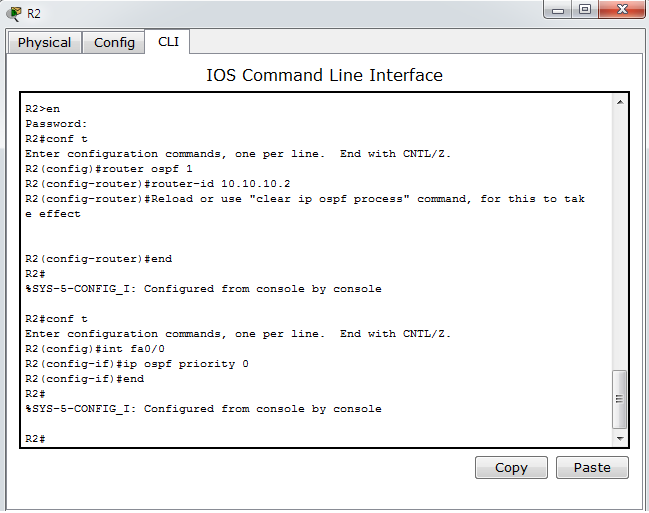 R2
Physical
Config
CLI
IOS Command Line Interface
R2>en
Password:
R2#conf t
Enter configuration commands, one per line.  End with CNTL/Z.
R2(config)#router ospf 1
R2(config-router)#router-id 10.10.10.2
R2(config-router)#Reload or use "clear ip ospf process" command, for this to tak
e effect
R2(config-router)#end
R2#
%SYS-5-CONFIG_I: Configured from console by console
R2#conf t
Enter configuration commands, one per line.  End with CNTL/Z.
R2(config)#int fa0/0
R2(config-if)#ip ospf priority 0
R2(config-if)#end
R2#
%SYS-5-CONFIG_I: Configured from console by console
R2#
Copy
Paste